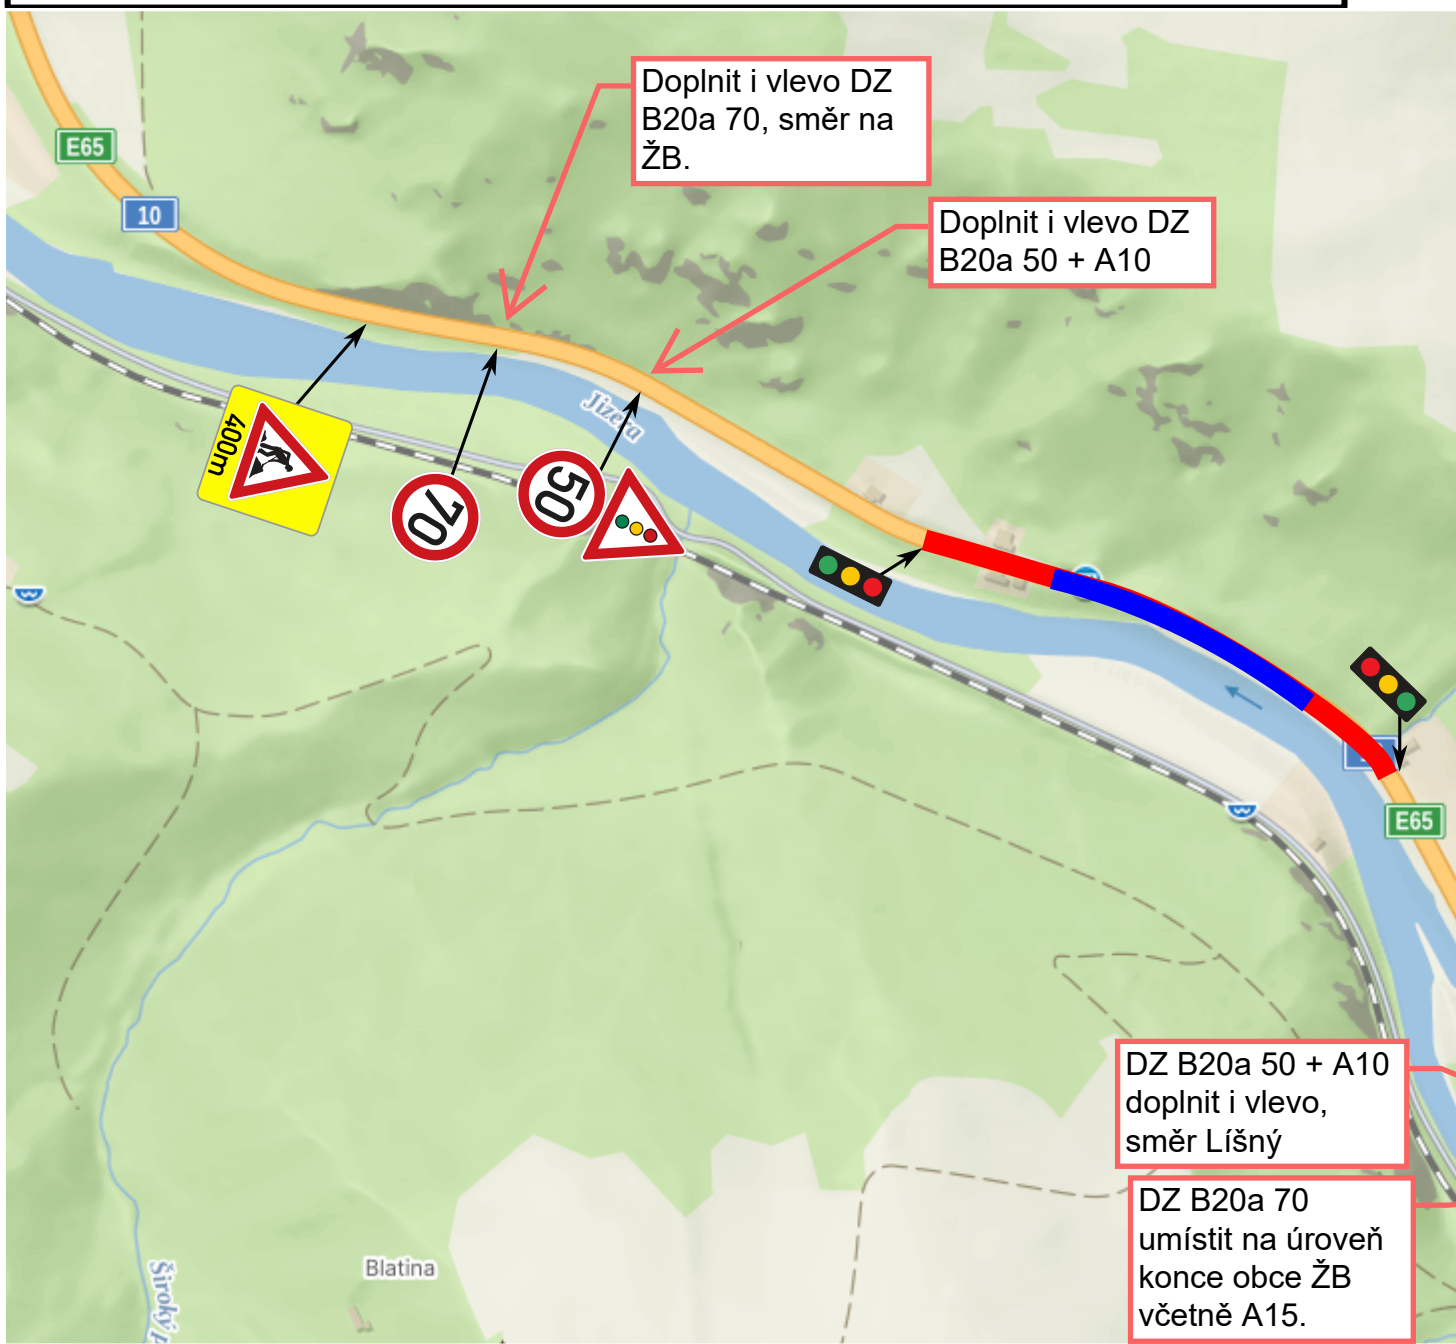 Doplnit i vlevo DZ
B20a 70, směr na
ŽB.
E65
10
Doplnit i vlevo DZ
B20a 50 + A10
Jizera
400m
70
50
E65
DZ B20a 50 + A10
doplnit i vlevo,
směr Líšný
DZ B20a 70
umístit na úroveň
konce obce ŽB
včetně A15.
Blatina
Široký